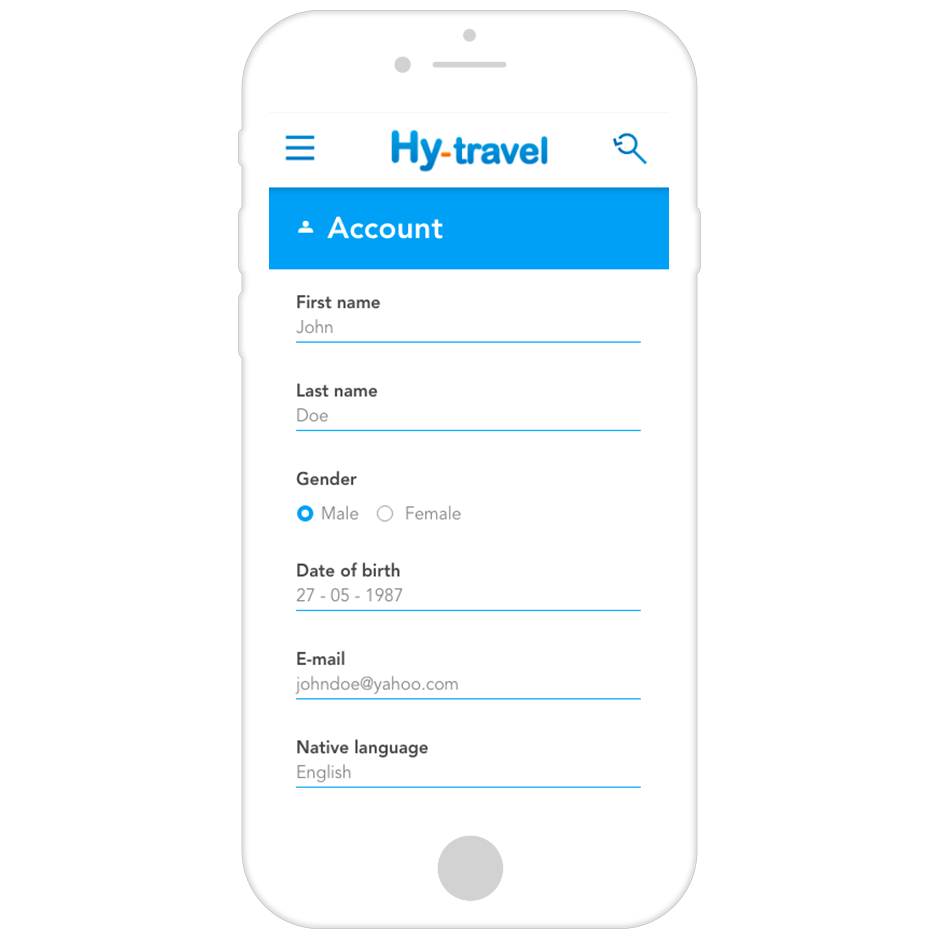 Hy-travel
Account
First name
John
Last name
Doe
Gender
Male Female
Date of birth
27 - 05 - 1987
E-mail
johndoe@yahoo.com
Native language
English